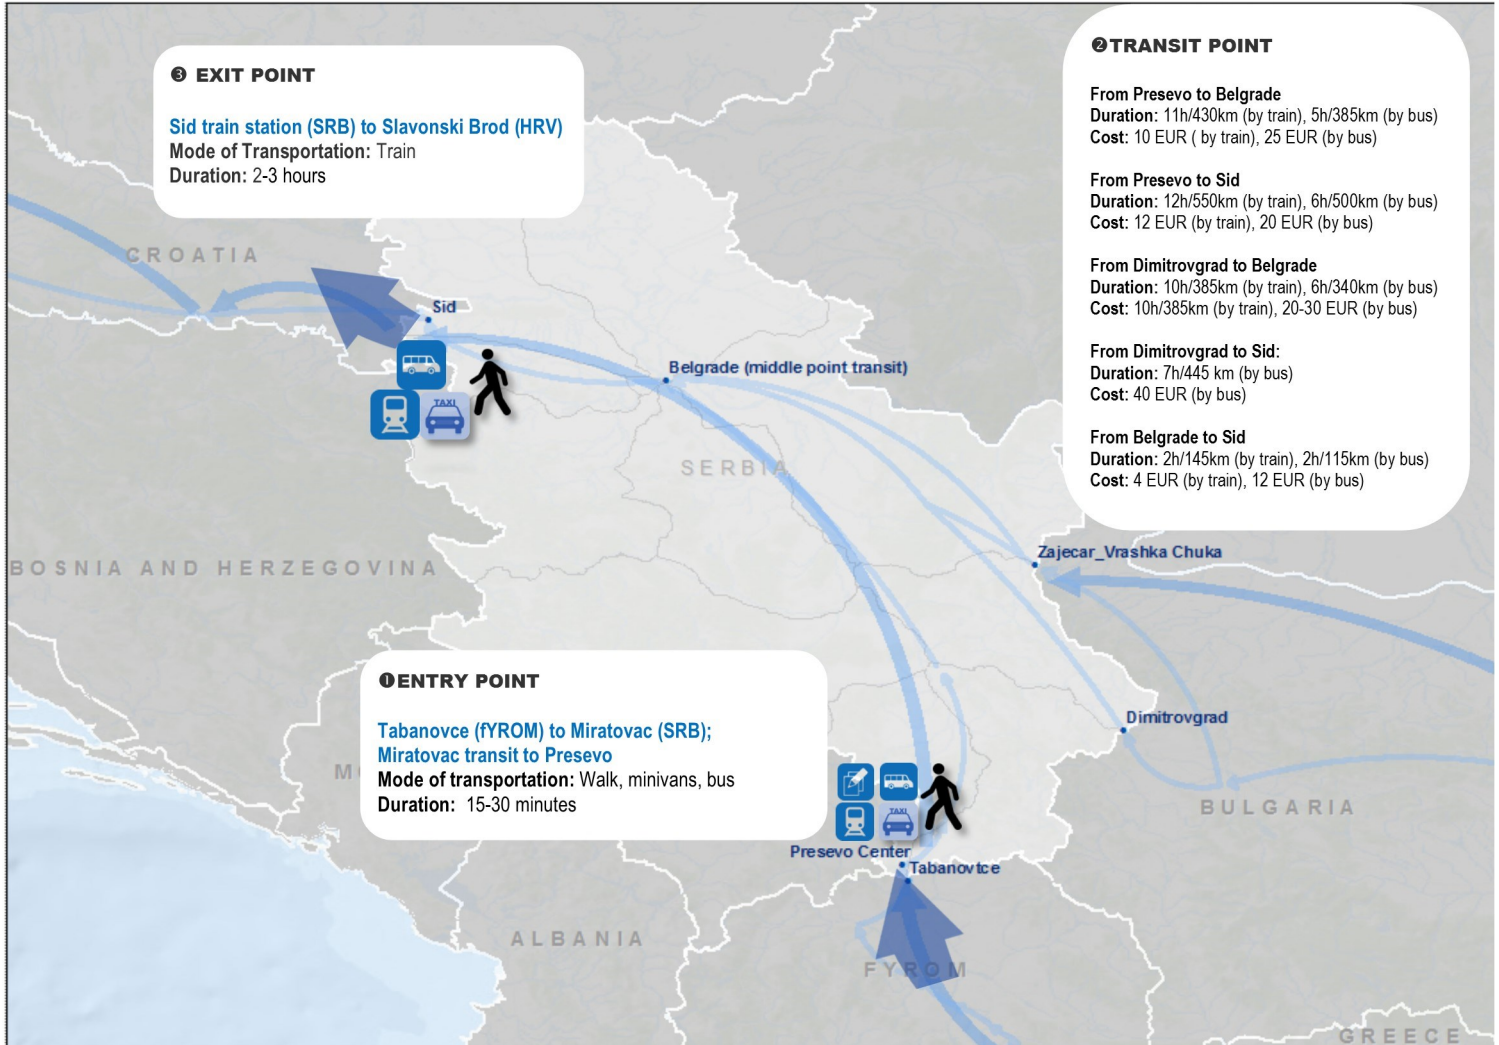 ❸ EXIT POINT
Sid train station (SRB) to Slavonski Brod (HRV)
Mode of Transportation: Train
Duration: 2-3 hours
❷TRANSIT POINT
From Presevo to Belgrade
Duration: 11h/430km (by train), 5h/385km (by bus)
Cost: 10 EUR ( by train), 25 EUR (by bus)
From Presevo to Sid
Duration: 12h/550km (by train), 6h/500km (by bus)
Cost: 12 EUR (by train), 20 EUR (by bus)
From Dimitrovgrad to Belgrade
Duration: 10h/385km (by train), 6h/340km (by bus)
Cost: 10h/385km (by train), 20-30 EUR (by bus)
From Dimitrovgrad to Sid:
Duration: 7h/445 km (by bus)
Cost: 40 EUR (by bus)
From Belgrade to Sid
Duration: 2h/145km (by train), 2h/115km (by bus)
Cost: 4 EUR (by train), 12 EUR (by bus)
CROATIA
Sid
Belgrade (middle point transit)
TAXI
SERBIA
Zajecar_Vrashka Chuka
BOSNIA AND HERZEGOVINA
❶ENTRY POINT
Tabanovce (fYROM) to Miratovac (SRB);
Miratovac transit to Presevo
Mode of transportation: Walk, minivans, bus
Duration: 15-30 minutes
Dimitrovgrad
BULGARIA
TAXI
Presevo Center
Tabanovtce
ALBANIA
FYROM
GREECE